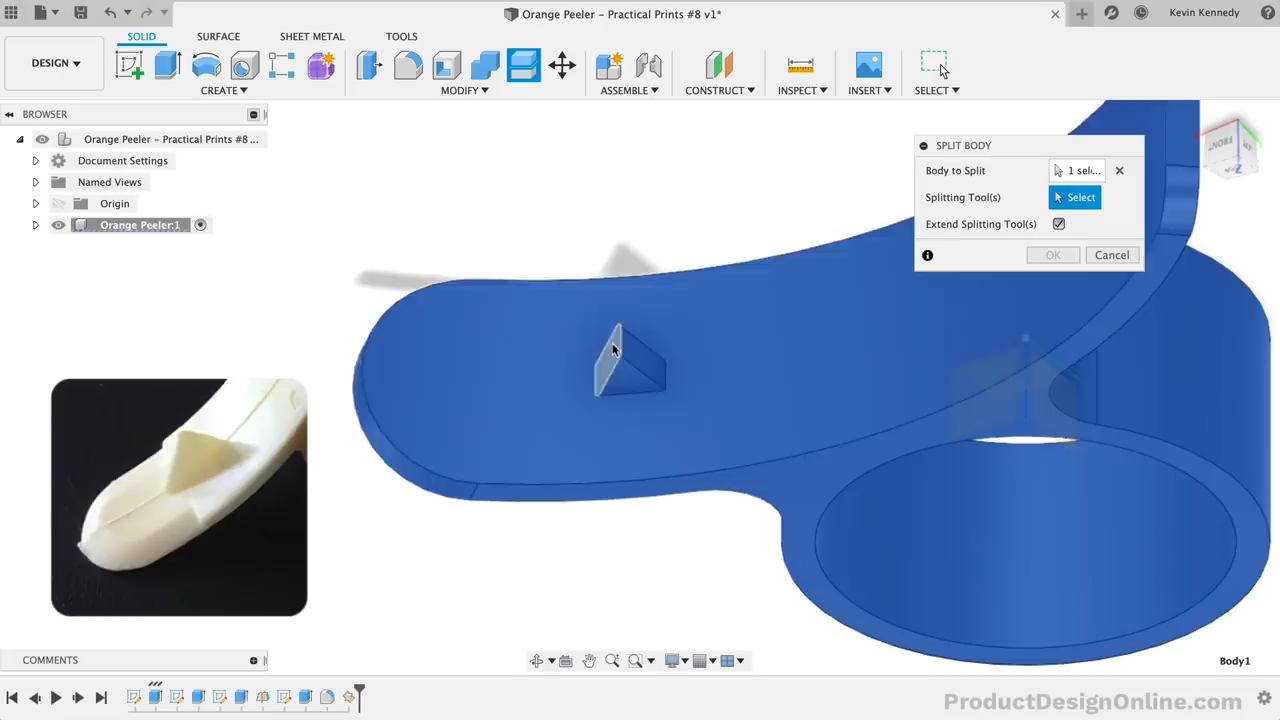 Orange Peeler - Practical Prints #8 v1*
Kevin Kennedy
SOLID
SURFACE
SHEET METAL
TOOLS
DESIGN
CREATE
MODIFY
ASSEMBLE
CONSTRUCT
INSPECT
INSERT
SELECT
BROWSER
Orange Peeler - Practical Prints #8 ...
Document Settings
Named Views
Origin
Orange Peeler:1
SPLIT BODY
Body to Split
1 sel...
Splitting Tool(s)
Select
Extend Splitting Tool(s)
OK
Cancel
FRONT
Z
COMMENTS
Body1
ProductDesignOnline.com